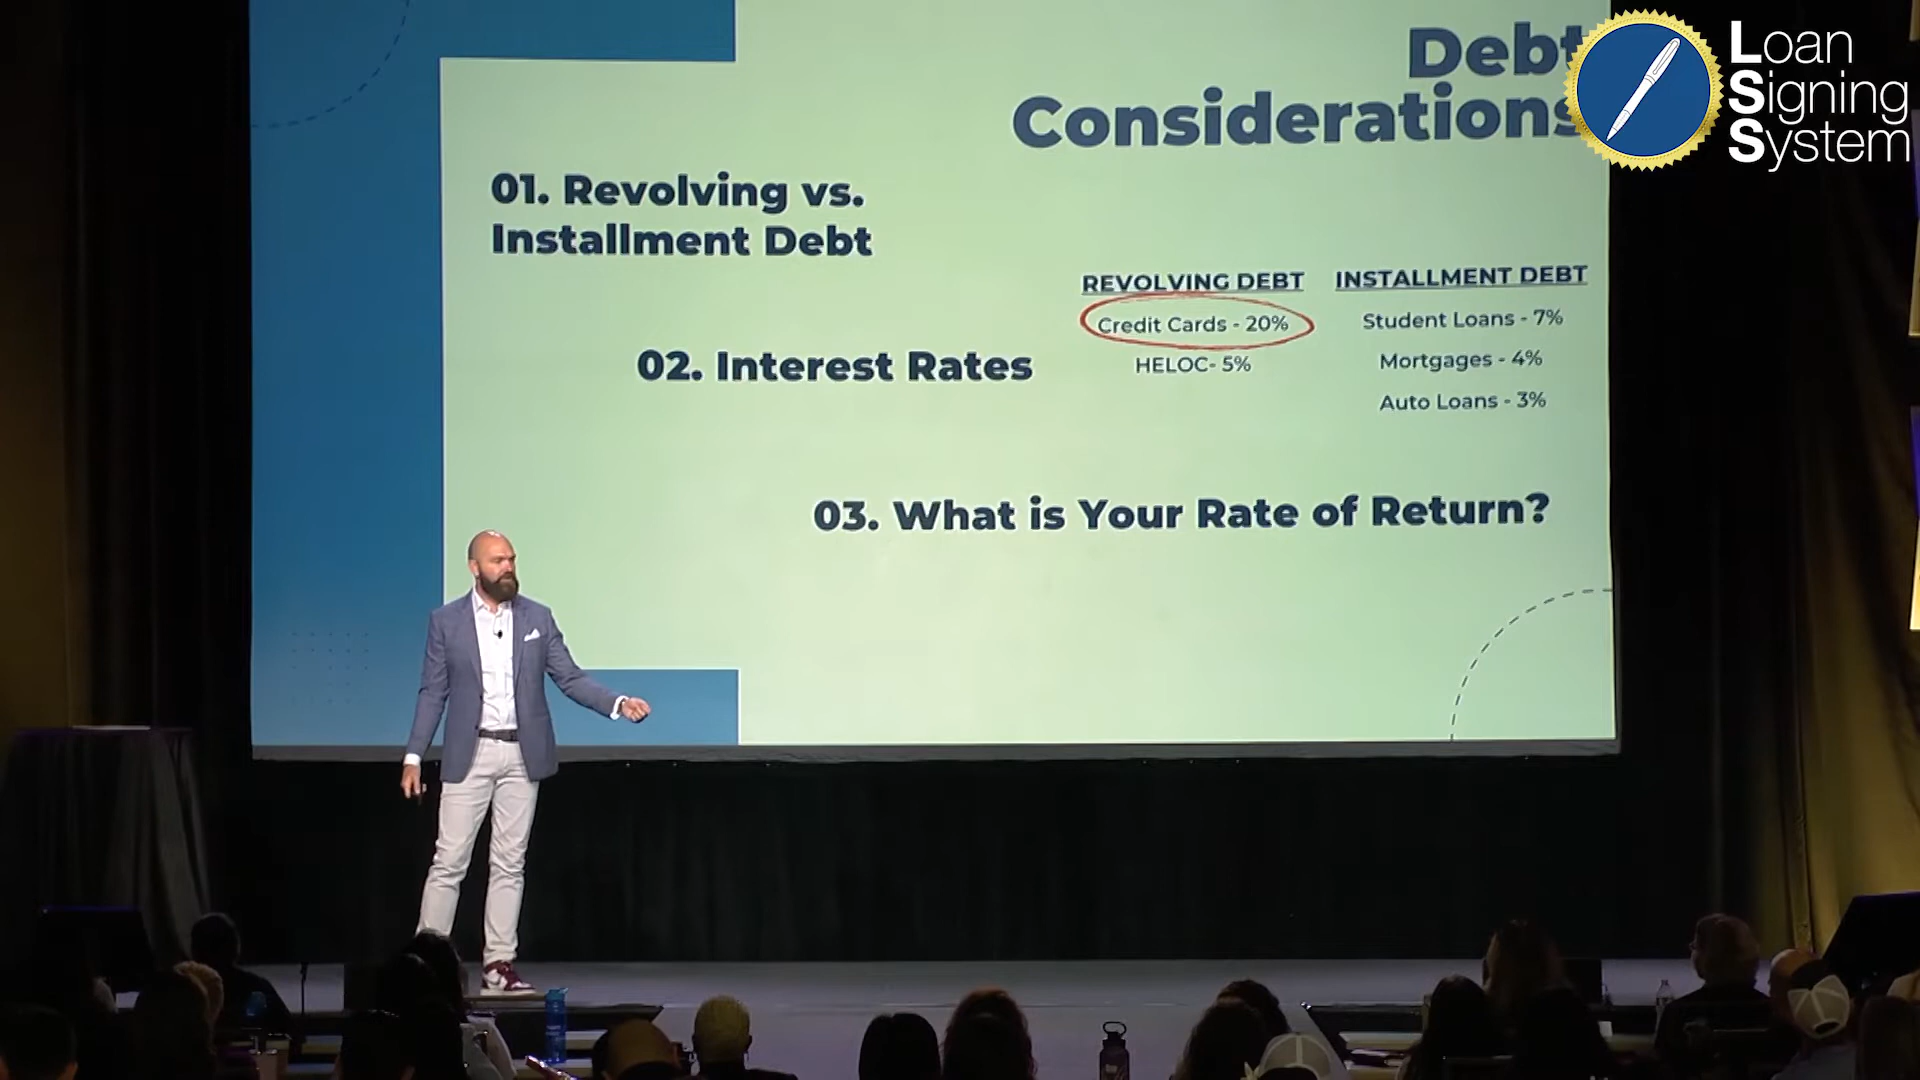 Debt
Considerations
Loan
Signing
System
01. Revolving vs.
Installment Debt
REVOLVING DEBT
Credit Cards - 20%
HELOC- 5%
INSTALLMENT DEBT
Student Loans - 7%
Mortgages - 4%
Auto Loans - 3%
02. Interest Rates
03. What is Your Rate of Return?